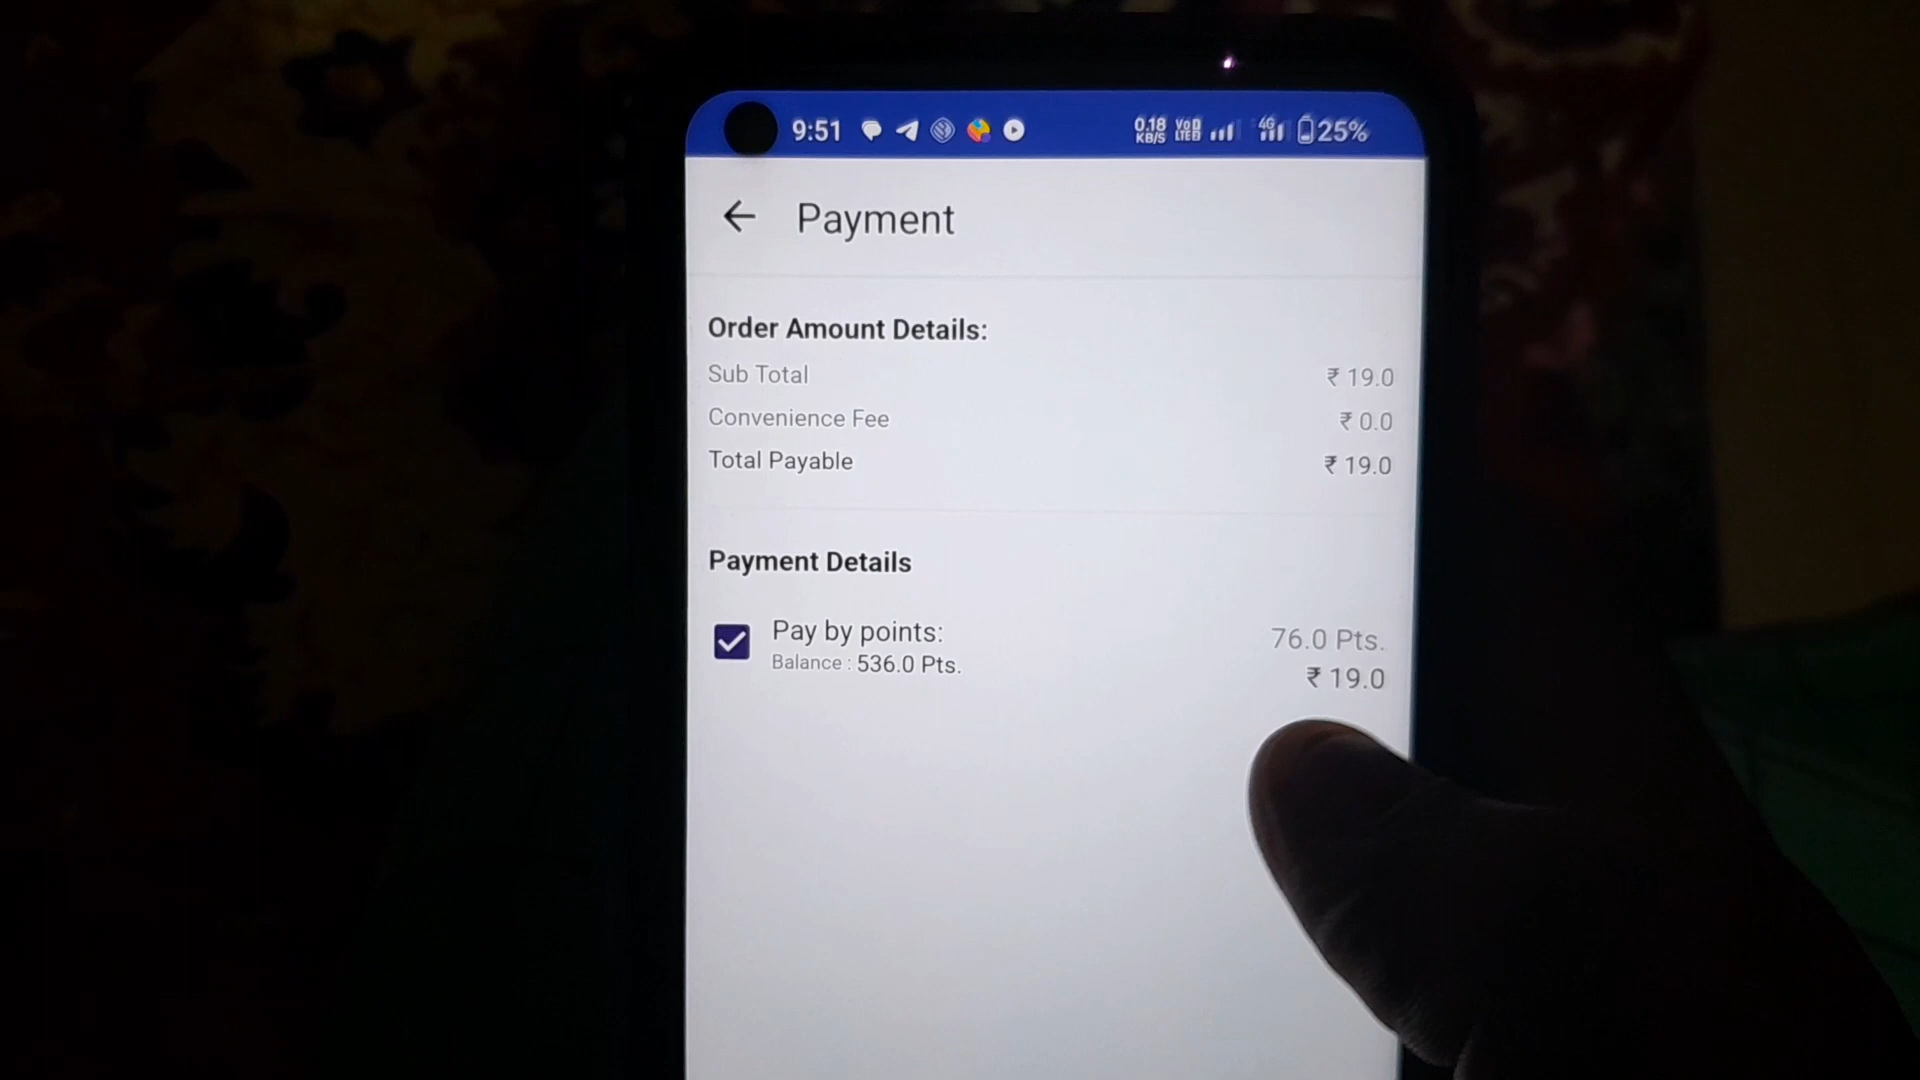 9:51 0.18 KB/S VoD LTE2 4G 25%
Payment
Order Amount Details:
Sub Total ₹ 19.0
Convenience Fee ₹ 0.0
Total Payable ₹ 19.0
Payment Details
Pay by points: 76.0 Pts.
Balance : 536.0 Pts. ₹ 19.0